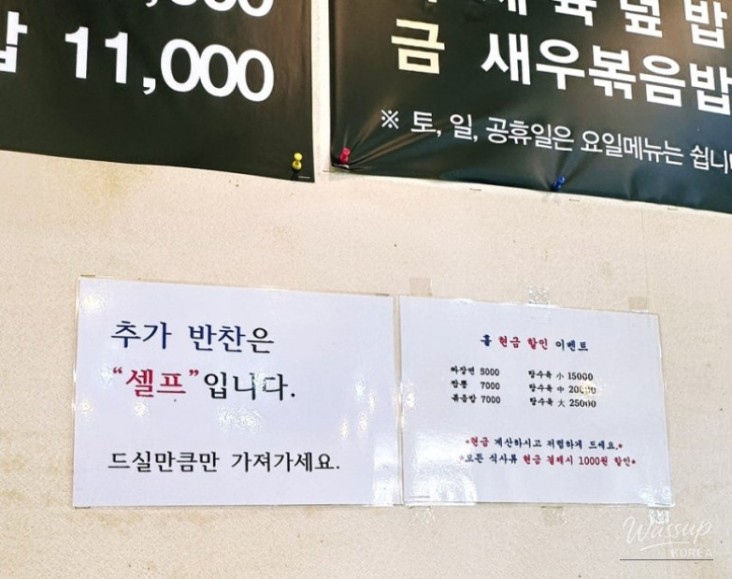 밥 11,000
덮밥
금 새우볶음밥
※ 토, 일, 공휴일은 요일메뉴는 쉽니다
추가 반찬은
“셀프”입니다.
드실만큼만 가져가세요.
홀 현금 할인 이벤트
짜장면 5000 탕수육 小 15000
짬뽕 7000 탕수육 中 20000
볶음밥 7000 탕수육 大 25000
*현금 계산하시고 저렴하게 드세요.*
*모든 식사류 현금 결제시 1000원 할인*
Wassup
KOREA